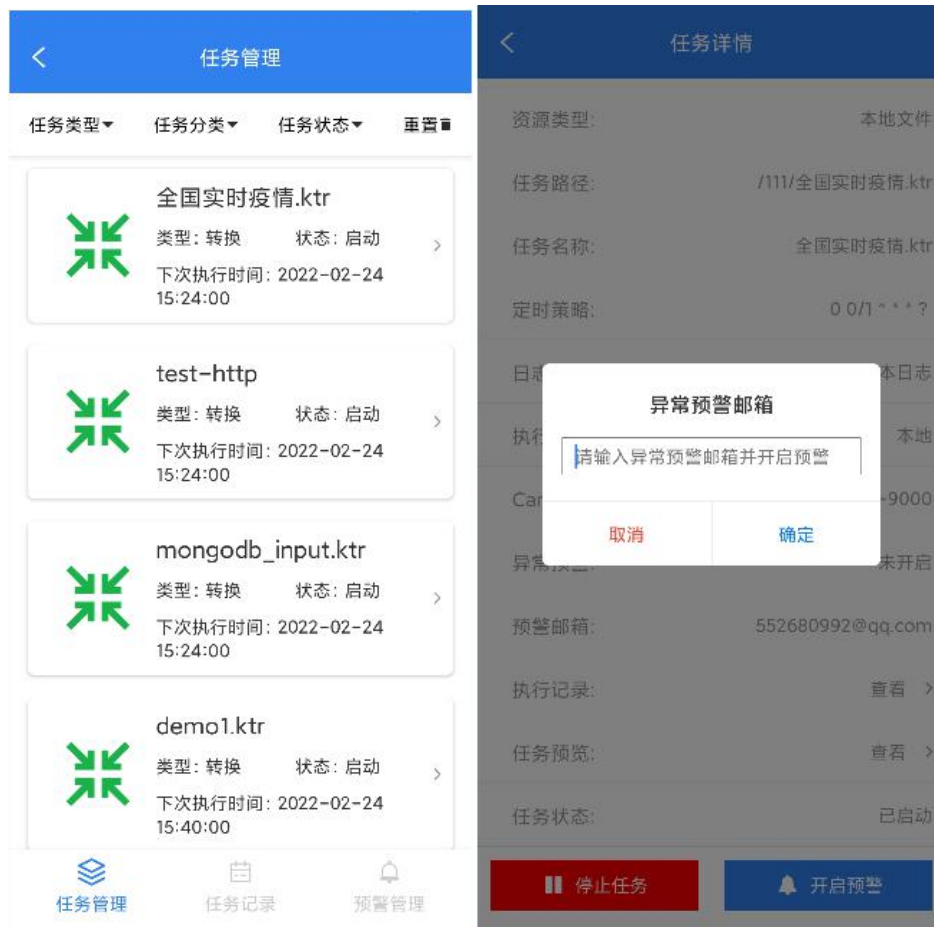 任务管理
任务类型 任务分类 任务状态 重置
全国实时疫情.ktr
类型：转换 状态：启动
下次执行时间：2022-02-24
15:24:00
test-http
类型：转换 状态：启动
下次执行时间：2022-02-24
15:24:00
mongodb_input.ktr
类型：转换 状态：启动
下次执行时间：2022-02-24
15:24:00
demo1.ktr
类型：转换 状态：启动
下次执行时间：2022-02-24
15:40:00
任务管理 任务记录 预警管理
任务详情
资源类型: 本地文件
任务路径: /111/全国实时疫情.ktr
任务名称: 全国实时疫情.ktr
定时策略: 0 0/1 * * * ?
本日志
本地
Car -9000
未开启
异常预警邮箱
请输入异常预警邮箱并开启预警
取消 确定
预警邮箱: 552680992@qq.com
执行记录: 查看
任务预览: 查看
任务状态: 已启动
停止任务 开启预警